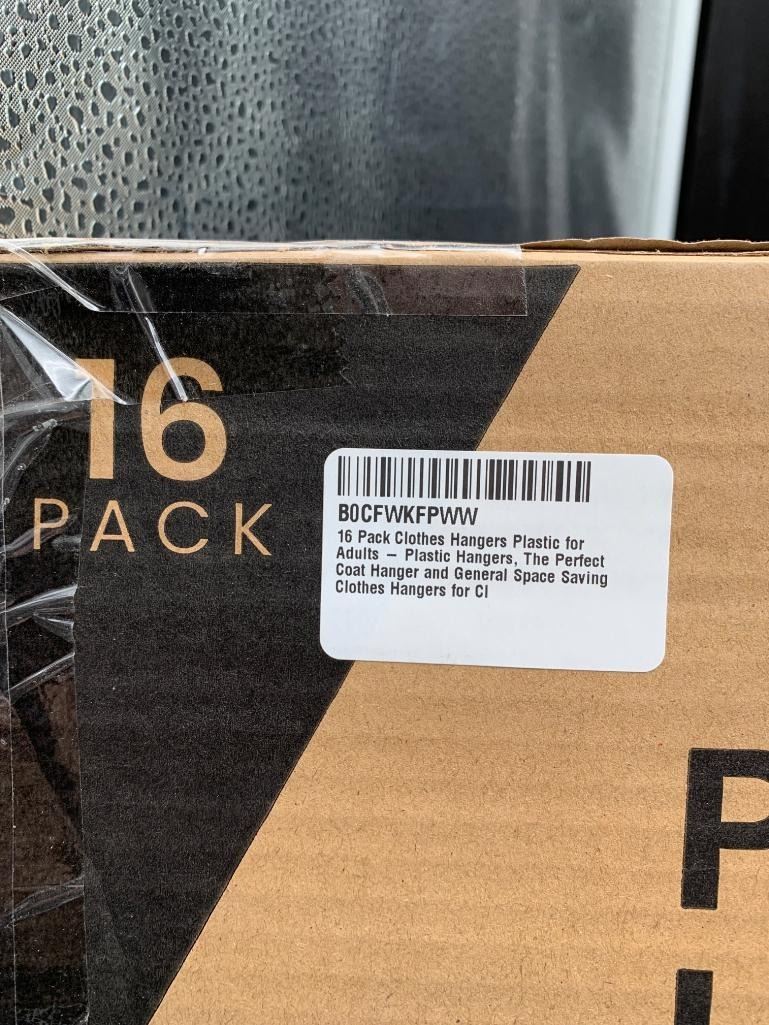 16
PACK
B0CFWKFPWW
16 Pack Clothes Hangers Plastic for
Adults – Plastic Hangers, The Perfect
Coat Hanger and General Space Saving
Clothes Hangers for Cl
P